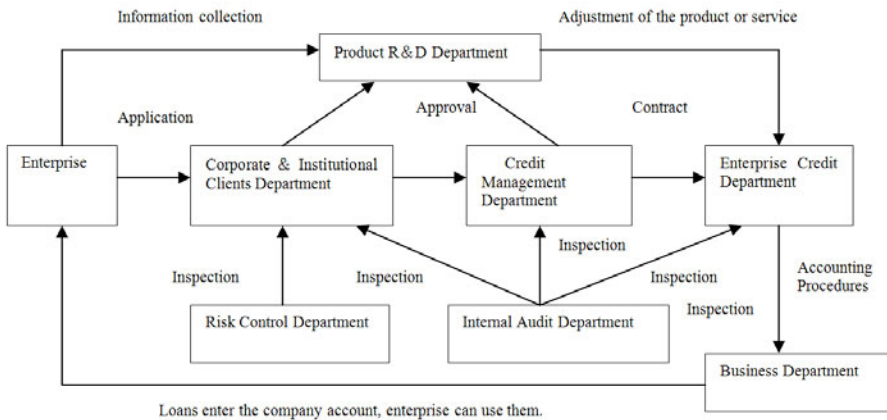 Information collection
Adjustment of the product or service
Product R&D Department
Application
Approval
Contract
Enterprise
Corporate & Institutional
Clients Department
Credit
Management
Department
Enterprise Credit
Department
Inspection
Inspection
Inspection
Inspection
Inspection
Accounting
Procedures
Risk Control Department
Internal Audit Department
Business Department
Loans enter the company account, enterprise can use them.